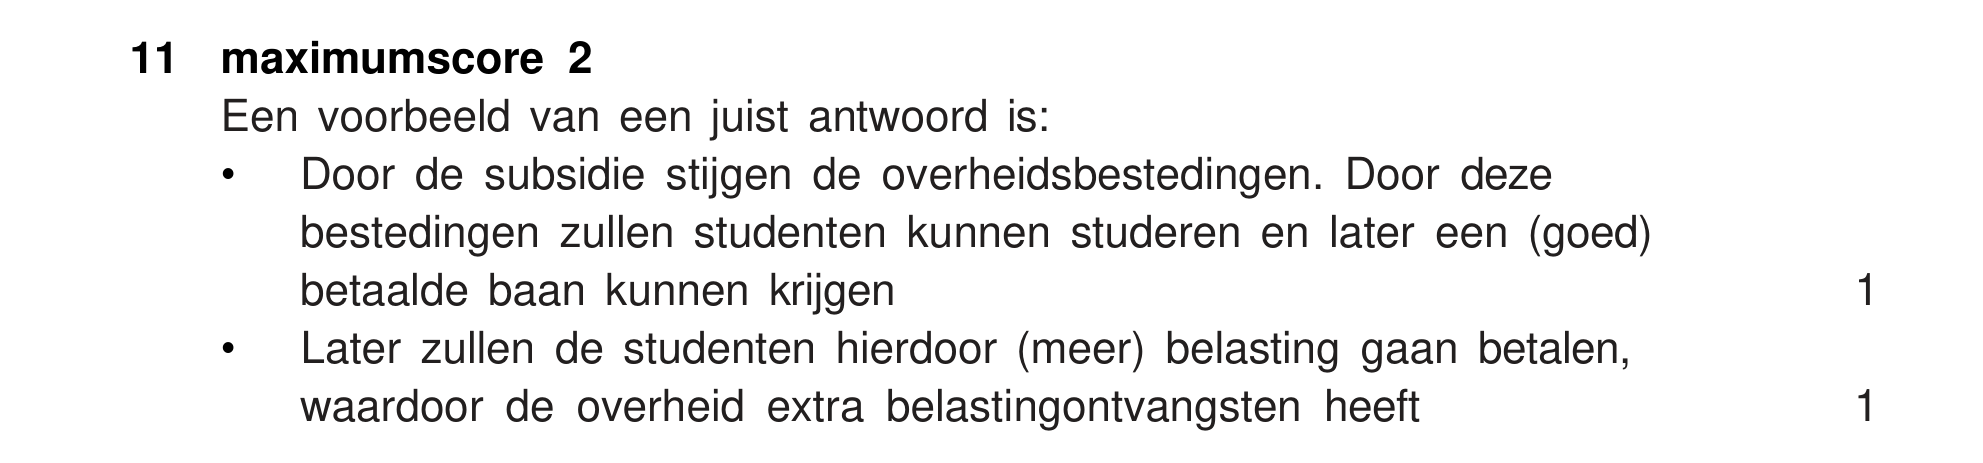 11 maximumscore 2
Een voorbeeld van een juist antwoord is:
• Door de subsidie stijgen de overheidsbestedingen. Door deze
bestedingen zullen studenten kunnen studeren en later een (goed)
betaalde baan kunnen krijgen 1
• Later zullen de studenten hierdoor (meer) belasting gaan betalen,
waardoor de overheid extra belastingontvangsten heeft 1